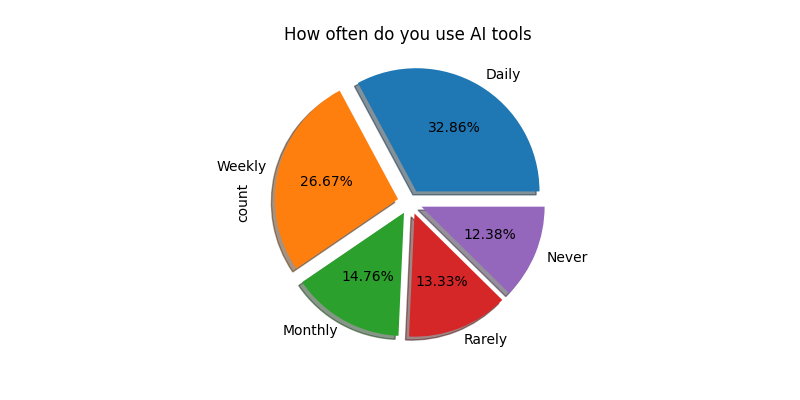 How often do you use AI tools
Daily
32.86%
Weekly
26.67%
count
12.38%
Never
14.76%
13.33%
Monthly
Rarely